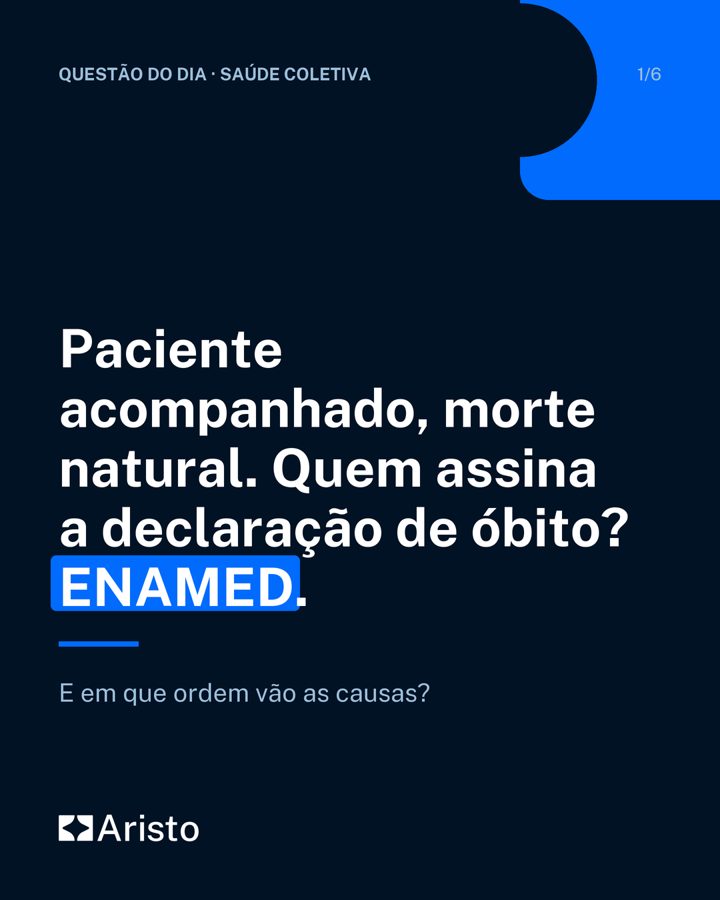 QUESTÃO DO DIA · SAÚDE COLETIVA
1/6
Paciente
acompanhado, morte
natural. Quem assina
a declaração de óbito?
ENAMED.
E em que ordem vão as causas?
Aristo